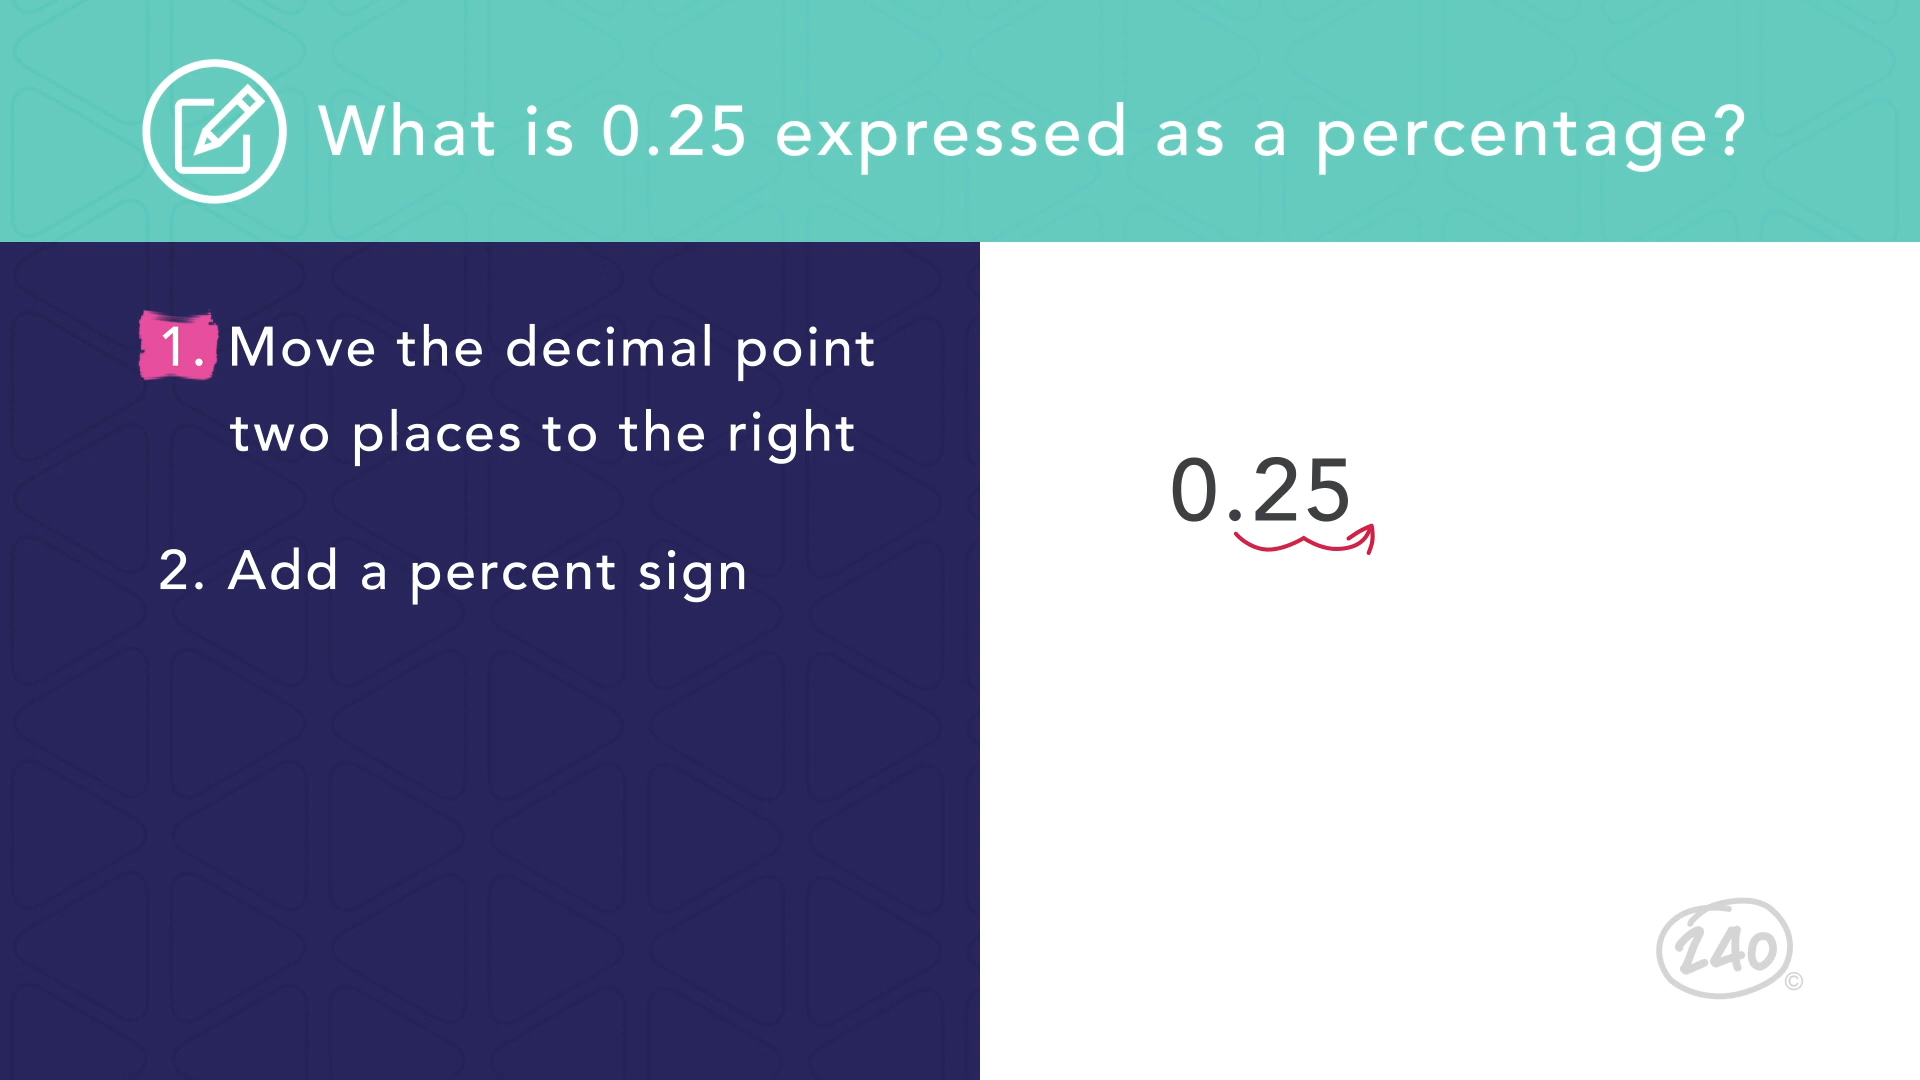 What is 0.25 expressed as a percentage?
1. Move the decimal point
two places to the right
2. Add a percent sign
0.25
240 ©